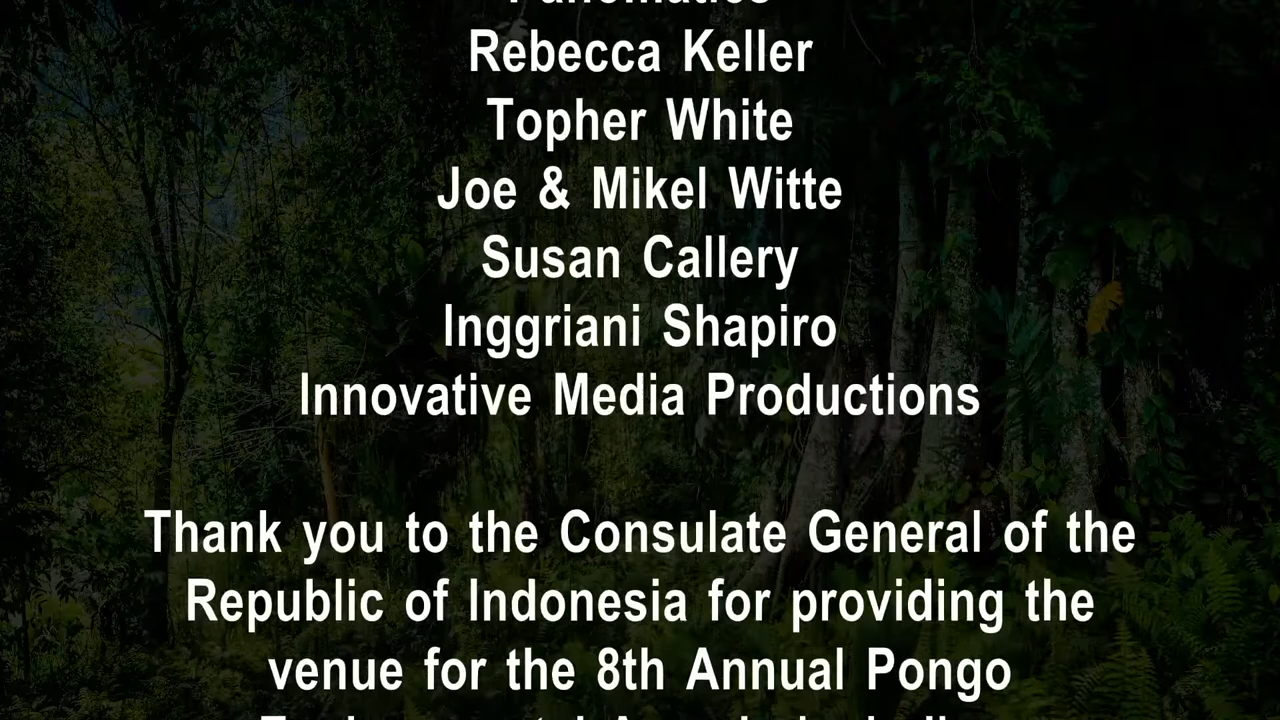 Rebecca Keller
Topher White
Joe & Mikel Witte
Susan Callery
Inggriani Shapiro
Innovative Media Productions
Thank you to the Consulate General of the
Republic of Indonesia for providing the
venue for the 8th Annual Pongo